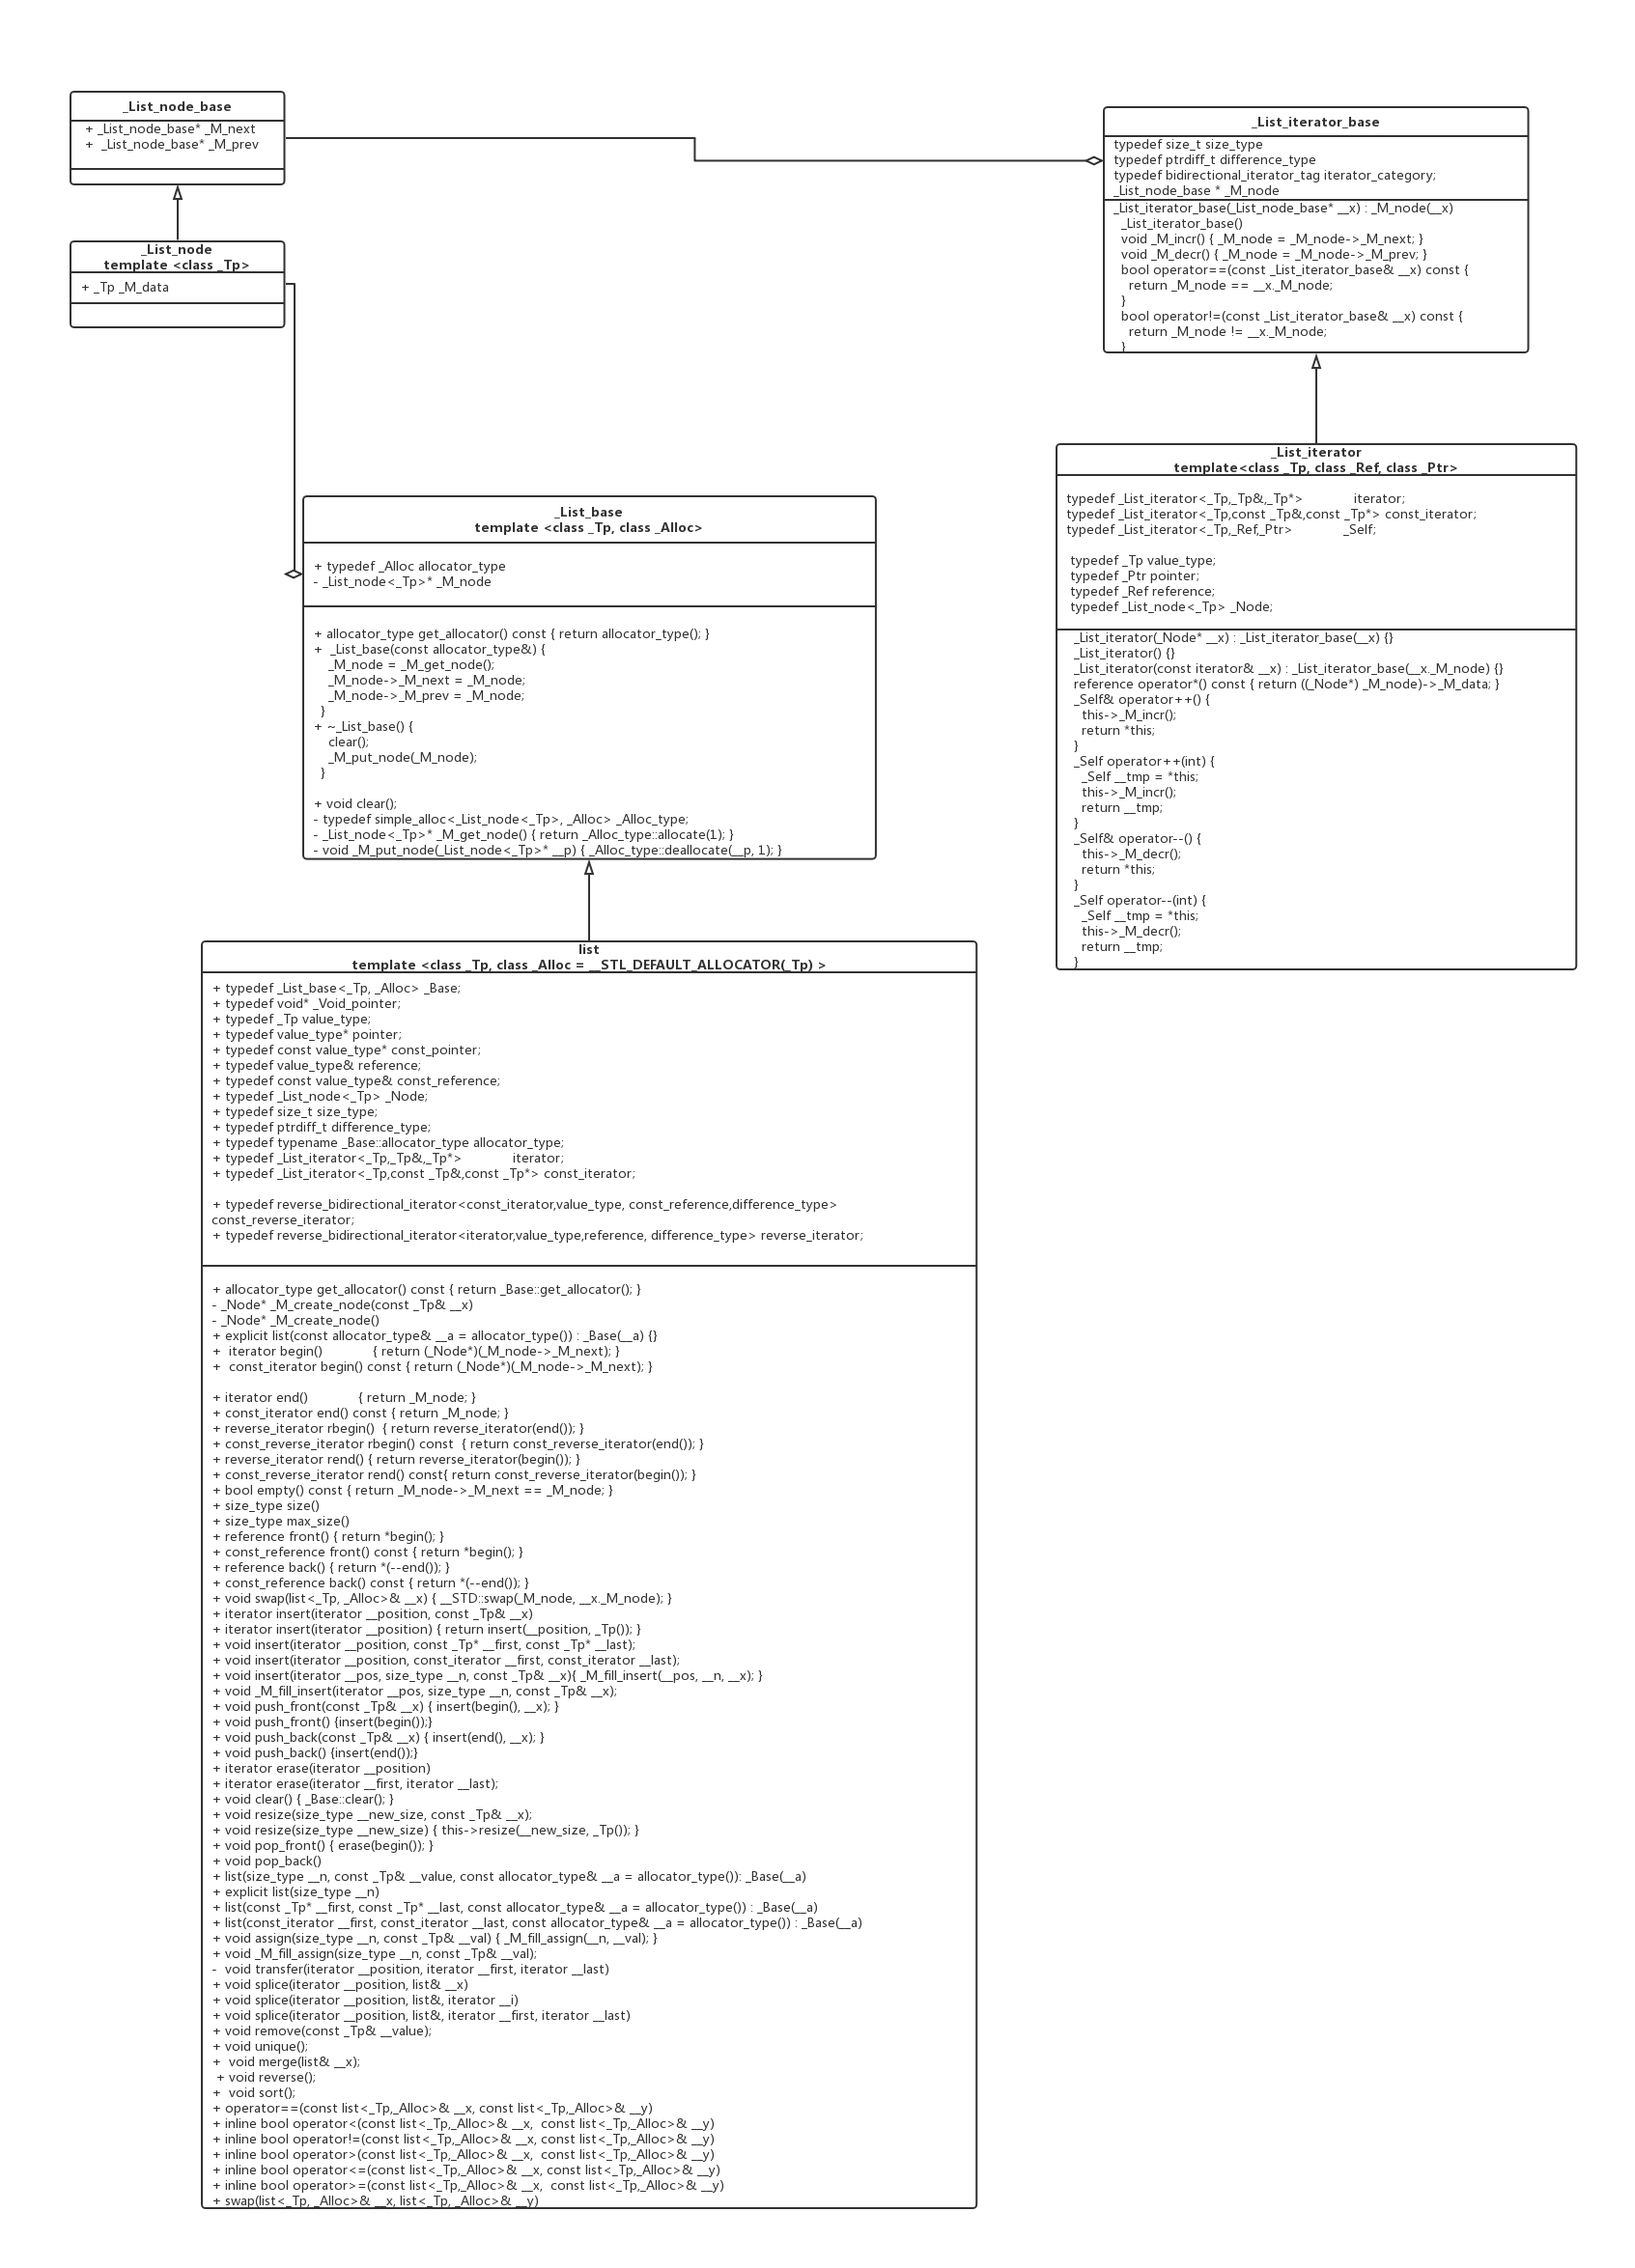 _List_node_base
+ _List_node_base* _M_next
+  _List_node_base* _M_prev
_List_node
template <class _Tp>
+ _Tp _M_data
_List_iterator_base
typedef size_t size_type
typedef ptrdiff_t difference_type
typedef bidirectional_iterator_tag iterator_category;
_List_node_base * _M_node
_List_iterator_base(_List_node_base* __x) : _M_node(__x)
_List_iterator_base()
void _M_incr() { _M_node = _M_node->_M_next; }
void _M_decr() { _M_node = _M_node->_M_prev; }
bool operator==(const _List_iterator_base& __x) const {
return _M_node == __x._M_node;
}
bool operator!=(const _List_iterator_base& __x) const {
return _M_node != __x._M_node;
}
_List_iterator
template<class _Tp, class _Ref, class _Ptr>
typedef _List_iterator<_Tp,_Tp&,_Tp*>             iterator;
typedef _List_iterator<_Tp,const _Tp&,const _Tp*> const_iterator;
typedef _List_iterator<_Tp,_Ref,_Ptr>             _Self;
typedef _Tp value_type;
typedef _Ptr pointer;
typedef _Ref reference;
typedef _List_node<_Tp> _Node;
_List_iterator(_Node* __x) : _List_iterator_base(__x) {}
_List_iterator() {}
_List_iterator(const iterator& __x) : _List_iterator_base(__x._M_node) {}
reference operator*() const { return ((_Node*) _M_node)->_M_data; }
_Self& operator++() {
this->_M_incr();
return *this;
}
_Self operator++(int) {
_Self __tmp = *this;
this->_M_incr();
return __tmp;
}
_Self& operator--() {
this->_M_decr();
return *this;
}
_Self operator--(int) {
_Self __tmp = *this;
this->_M_decr();
return __tmp;
}
_List_base
template <class _Tp, class _Alloc>
+ typedef _Alloc allocator_type
- _List_node<_Tp>* _M_node
+ allocator_type get_allocator() const { return allocator_type(); }
+  _List_base(const allocator_type&) {
_M_node = _M_get_node();
_M_node->_M_next = _M_node;
_M_node->_M_prev = _M_node;
}
+ ~_List_base() {
clear();
_M_put_node(_M_node);
}
+ void clear();
- typedef simple_alloc<_List_node<_Tp>, _Alloc> _Alloc_type;
- _List_node<_Tp>* _M_get_node() { return _Alloc_type::allocate(1); }
- void _M_put_node(_List_node<_Tp>* __p) { _Alloc_type::deallocate(__p, 1); }
list
template <class _Tp, class _Alloc = __STL_DEFAULT_ALLOCATOR(_Tp) >
+ typedef _List_base<_Tp, _Alloc> _Base;
+ typedef void* _Void_pointer;
+ typedef _Tp value_type;
+ typedef value_type* pointer;
+ typedef const value_type* const_pointer;
+ typedef value_type& reference;
+ typedef const value_type& const_reference;
+ typedef _List_node<_Tp> _Node;
+ typedef size_t size_type;
+ typedef ptrdiff_t difference_type;
+ typedef typename _Base::allocator_type allocator_type;
+ typedef _List_iterator<_Tp,_Tp&,_Tp*>             iterator;
+ typedef _List_iterator<_Tp,const _Tp&,const _Tp*> const_iterator;
+ typedef reverse_bidirectional_iterator<const_iterator,value_type, const_reference,difference_type>
const_reverse_iterator;
+ typedef reverse_bidirectional_iterator<iterator,value_type,reference, difference_type> reverse_iterator;
+ allocator_type get_allocator() const { return _Base::get_allocator(); }
- _Node* _M_create_node(const _Tp& __x)
- _Node* _M_create_node()
+ explicit list(const allocator_type& __a = allocator_type()) : _Base(__a) {}
+  iterator begin()             { return (_Node*)(_M_node->_M_next); }
+  const_iterator begin() const { return (_Node*)(_M_node->_M_next); }
+ iterator end()             { return _M_node; }
+ const_iterator end() const { return _M_node; }
+ reverse_iterator rbegin()  { return reverse_iterator(end()); }
+ const_reverse_iterator rbegin() const  { return const_reverse_iterator(end()); }
+ reverse_iterator rend() { return reverse_iterator(begin()); }
+ const_reverse_iterator rend() const{ return const_reverse_iterator(begin()); }
+ bool empty() const { return _M_node->_M_next == _M_node; }
+ size_type size()
+ size_type max_size()
+ reference front() { return *begin(); }
+ const_reference front() const { return *begin(); }
+ reference back() { return *(--end()); }
+ const_reference back() const { return *(--end()); }
+ void swap(list<_Tp, _Alloc>& __x) { __STD::swap(_M_node, __x._M_node); }
+ iterator insert(iterator __position, const _Tp& __x)
+ iterator insert(iterator __position) { return insert(__position, _Tp()); }
+ void insert(iterator __position, const _Tp* __first, const _Tp* __last);
+ void insert(iterator __position, const_iterator __first, const_iterator __last);
+ void insert(iterator __pos, size_type __n, const _Tp& __x){ _M_fill_insert(__pos, __n, __x); }
+ void _M_fill_insert(iterator __pos, size_type __n, const _Tp& __x);
+ void push_front(const _Tp& __x) { insert(begin(), __x); }
+ void push_front() {insert(begin());}
+ void push_back(const _Tp& __x) { insert(end(), __x); }
+ void push_back() {insert(end());}
+ iterator erase(iterator __position)
+ iterator erase(iterator __first, iterator __last);
+ void clear() { _Base::clear(); }
+ void resize(size_type __new_size, const _Tp& __x);
+ void resize(size_type __new_size) { this->resize(__new_size, _Tp()); }
+ void pop_front() { erase(begin()); }
+ void pop_back()
+ list(size_type __n, const _Tp& __value, const allocator_type& __a = allocator_type()): _Base(__a)
+ explicit list(size_type __n)
+ list(const _Tp* __first, const _Tp* __last, const allocator_type& __a = allocator_type()) : _Base(__a)
+ list(const_iterator __first, const_iterator __last, const allocator_type& __a = allocator_type()) : _Base(__a)
+ void assign(size_type __n, const _Tp& __val) { _M_fill_assign(__n, __val); }
+ void _M_fill_assign(size_type __n, const _Tp& __val);
-  void transfer(iterator __position, iterator __first, iterator __last)
+ void splice(iterator __position, list& __x)
+ void splice(iterator __position, list&, iterator __i)
+ void splice(iterator __position, list&, iterator __first, iterator __last)
+ void remove(const _Tp& __value);
+ void unique();
+  void merge(list& __x);
+ void reverse();
+  void sort();
+ operator==(const list<_Tp,_Alloc>& __x, const list<_Tp,_Alloc>& __y)
+ inline bool operator<(const list<_Tp,_Alloc>& __x,  const list<_Tp,_Alloc>& __y)
+ inline bool operator!=(const list<_Tp,_Alloc>& __x, const list<_Tp,_Alloc>& __y)
+ inline bool operator>(const list<_Tp,_Alloc>& __x,  const list<_Tp,_Alloc>& __y)
+ inline bool operator<=(const list<_Tp,_Alloc>& __x, const list<_Tp,_Alloc>& __y)
+ inline bool operator>=(const list<_Tp,_Alloc>& __x,  const list<_Tp,_Alloc>& __y)
+ swap(list<_Tp, _Alloc>& __x, list<_Tp, _Alloc>& __y)